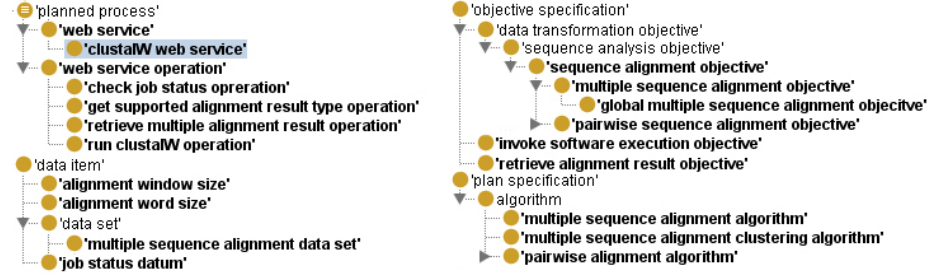 'planned process'
'web service'
'clustalW web service'
'web service operation'
'check job status opreration'
'get supported alignment result type operation'
'retrieve multiple alignment result operation'
'run clustalW operation'
'data item'
'alignment window size'
'alignment word size'
'data set'
'multiple sequence alignment data set'
'job status datum'
'objective specification'
'data transformation objective'
'sequence analysis objective'
'sequence alignment objective'
'multiple sequence alignment objective'
'global multiple sequence alignment objecitve'
'pairwise sequence alignment objective'
'invoke software execution objective'
'retrieve alignment result objective'
'plan specification'
algorithm
'multiple sequence alignment algorithm'
'multiple sequence alignment clustering algorithm'
'pairwise alignment algorithm'